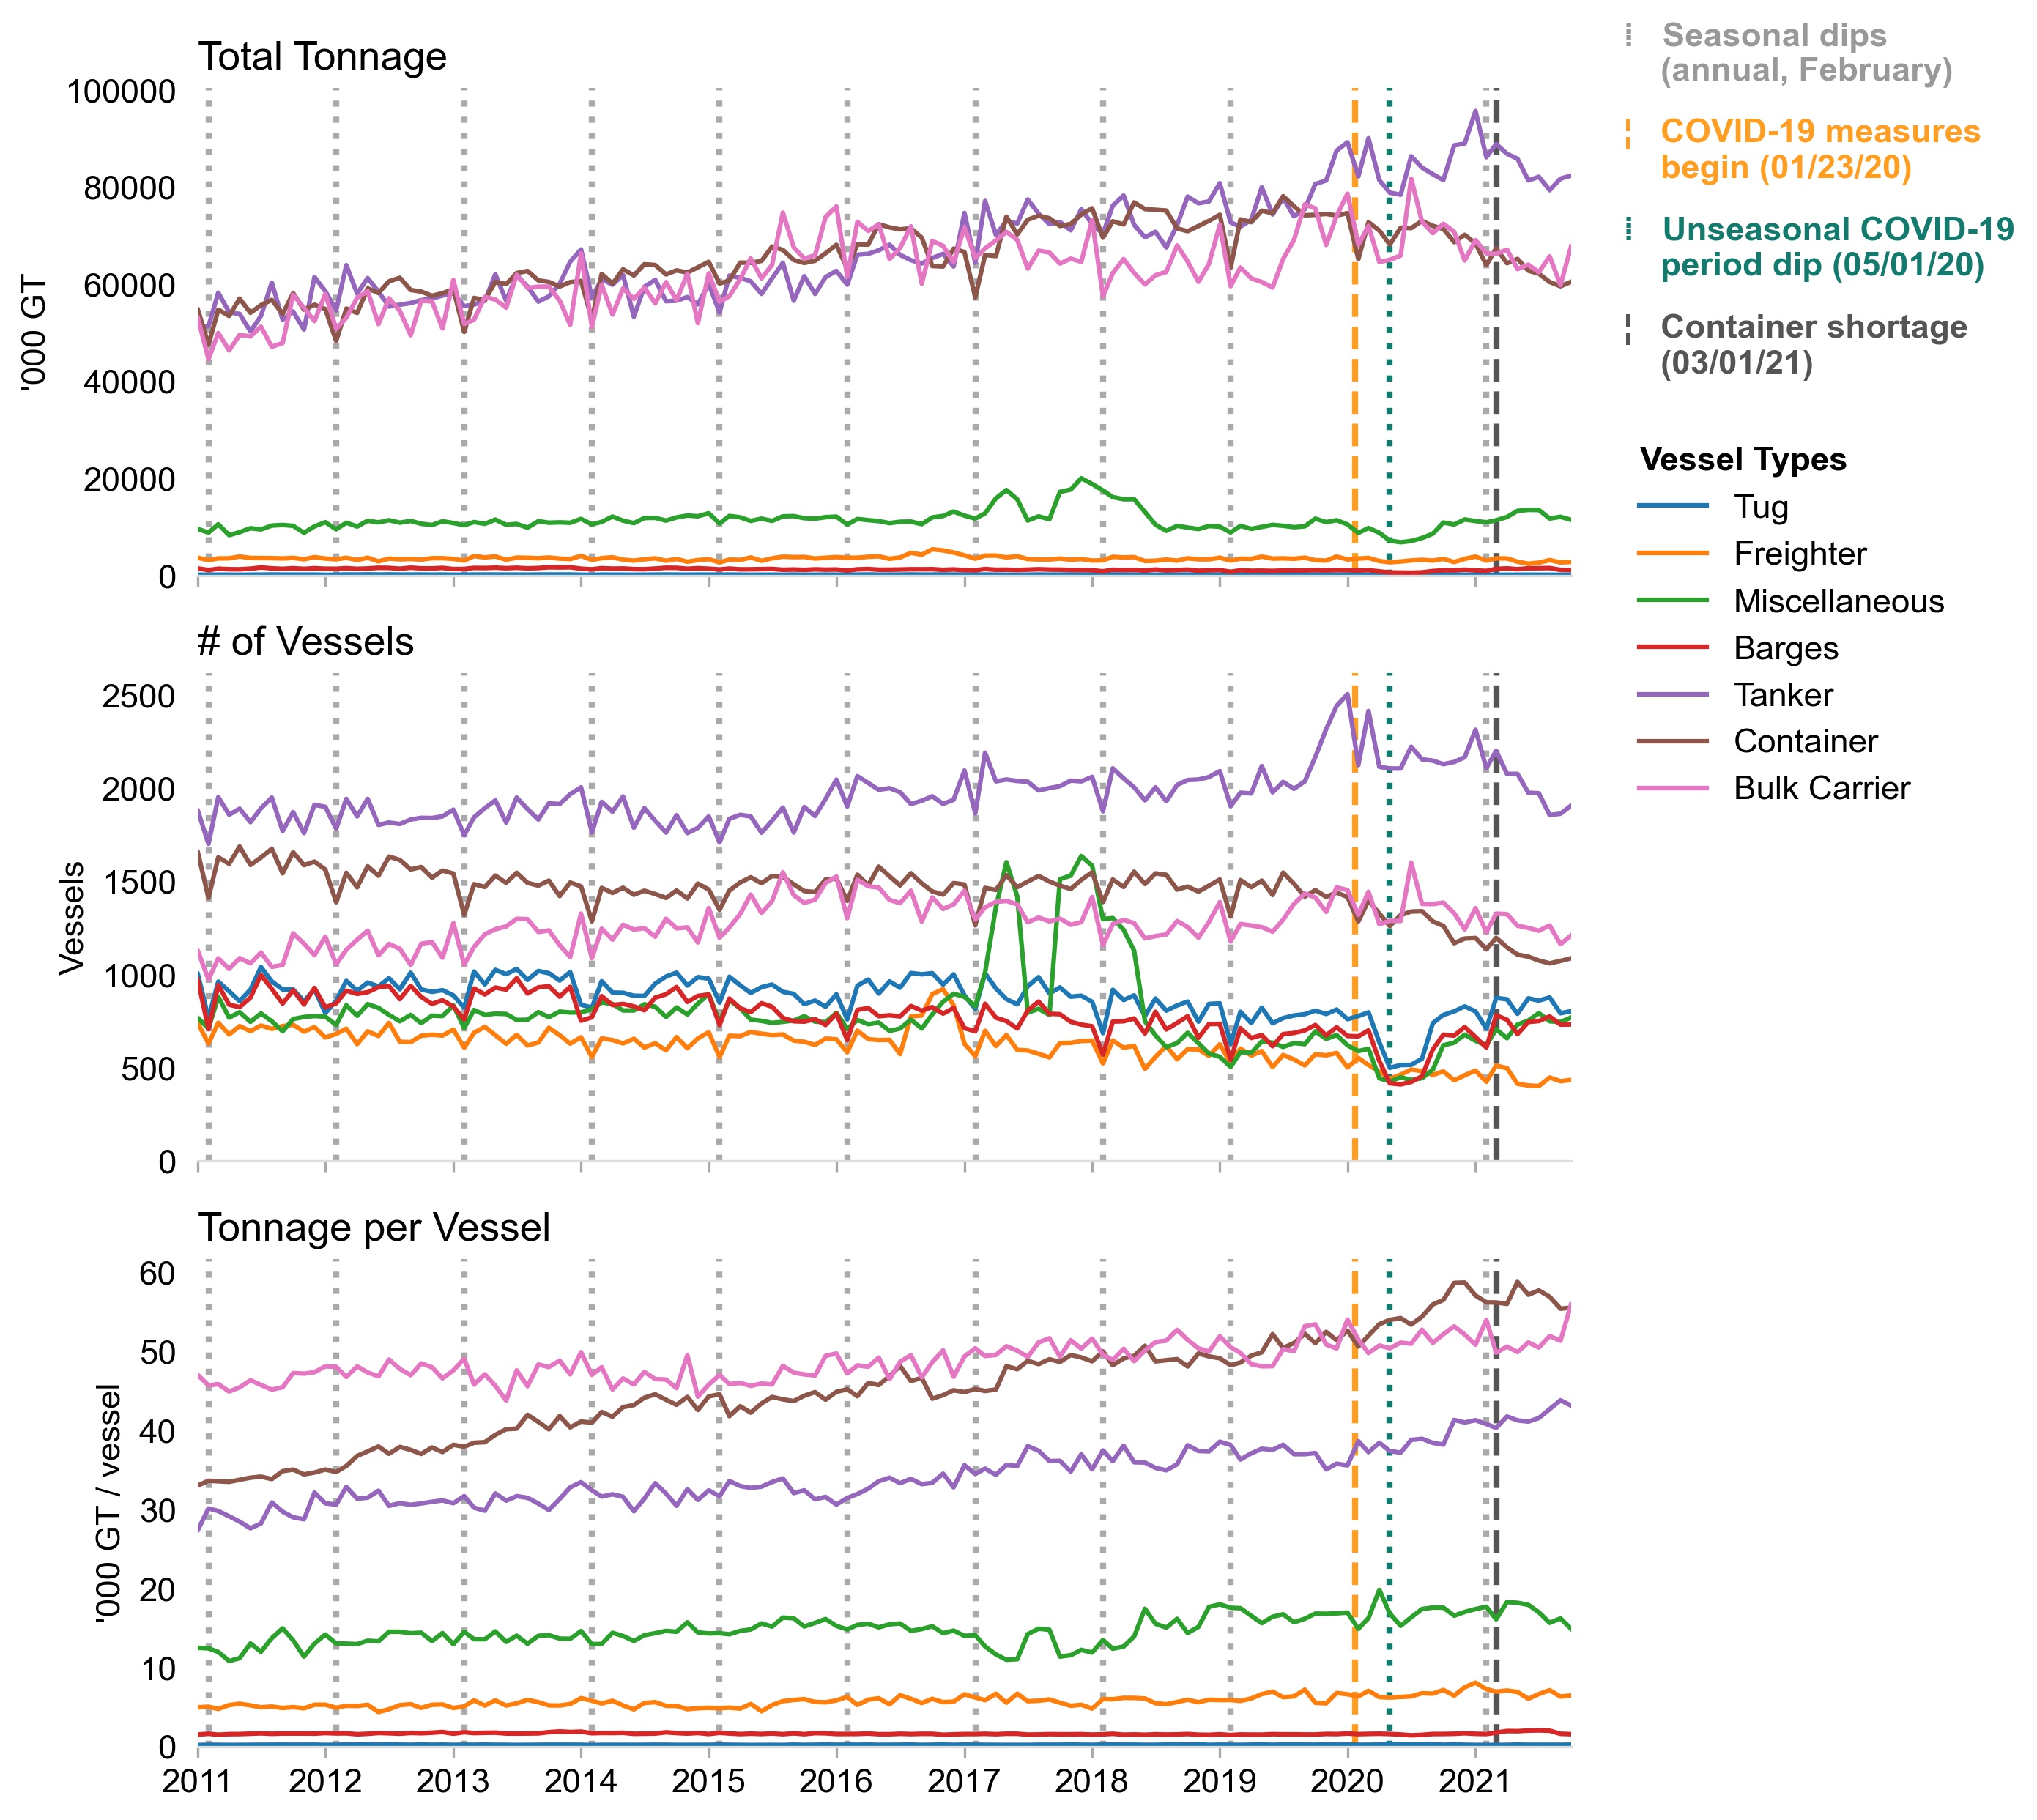 Total Tonnage
100000
80000
60000
40000
20000
0
'000 GT
# of Vessels
2500
2000
1500
1000
500
0
Vessels
Tonnage per Vessel
60
50
40
30
20
10
0
'000 GT / vessel
2011 2012 2013 2014 2015 2016 2017 2018 2019 2020 2021
Seasonal dips
(annual, February)
COVID-19 measures
begin (01/23/20)
Unseasonal COVID-19
period dip (05/01/20)
Container shortage
(03/01/21)
Vessel Types
Tug
Freighter
Miscellaneous
Barges
Tanker
Container
Bulk Carrier